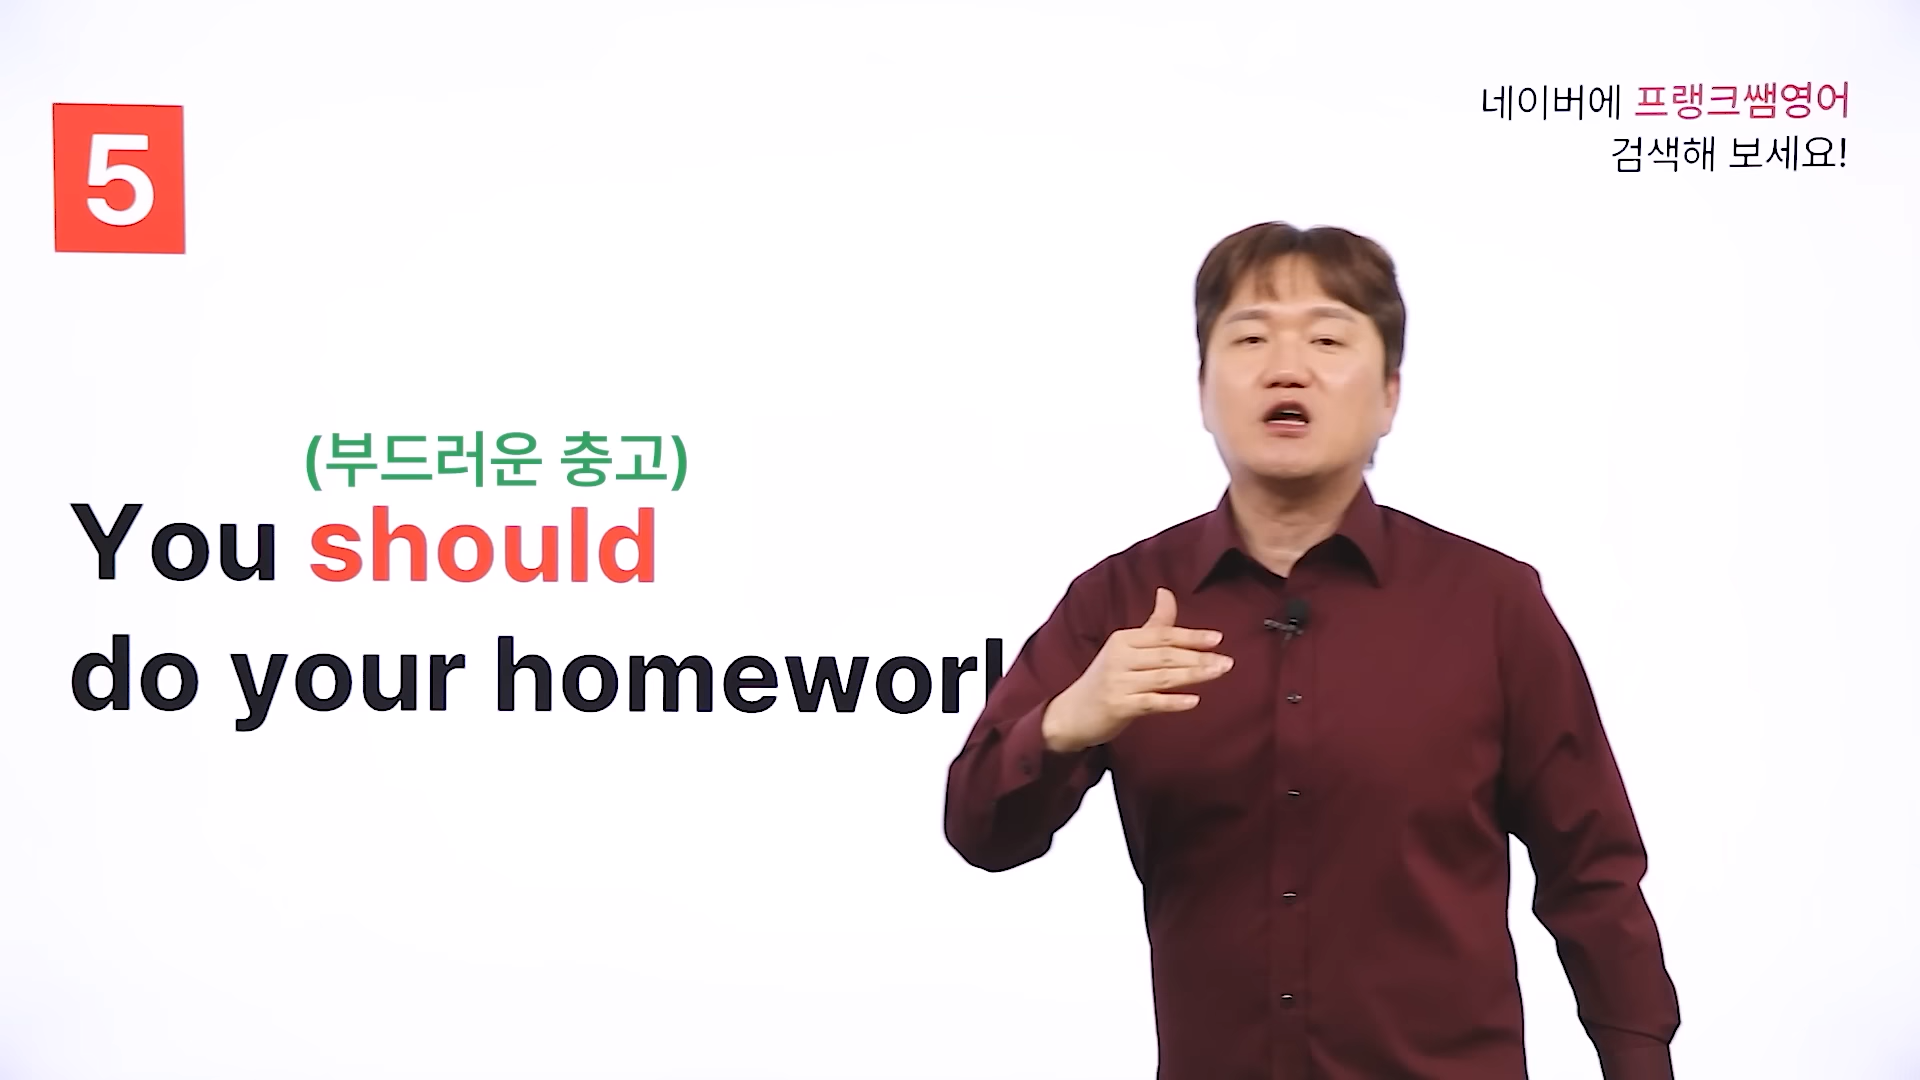 5
네이버에 프랭크쌤영어
검색해 보세요!
(부드러운 충고)
You should
do your homework